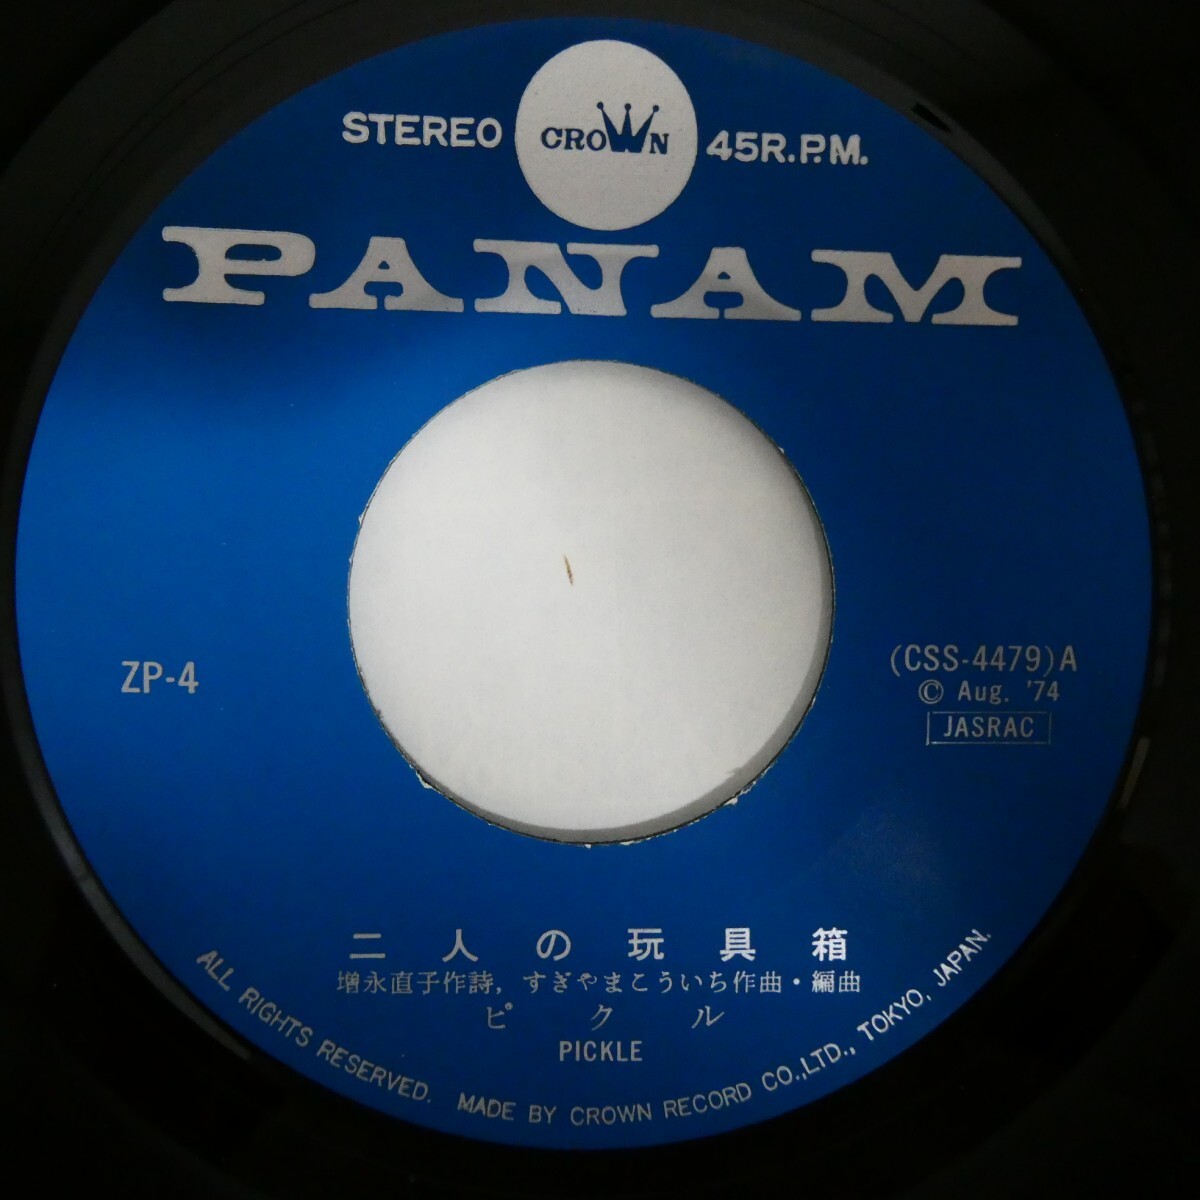 STEREO CROWN 45R.P.M.
PANAM
ZP-4
(CSS-4479)A
© Aug. '74
JASRAC
二人の玩具箱
増永直子作詩, すぎやまこういち作曲・編曲
ピクル
PICKLE
ALL RIGHTS RESERVED. MADE BY CROWN RECORD CO.,LTD., TOKYO, JAPAN.